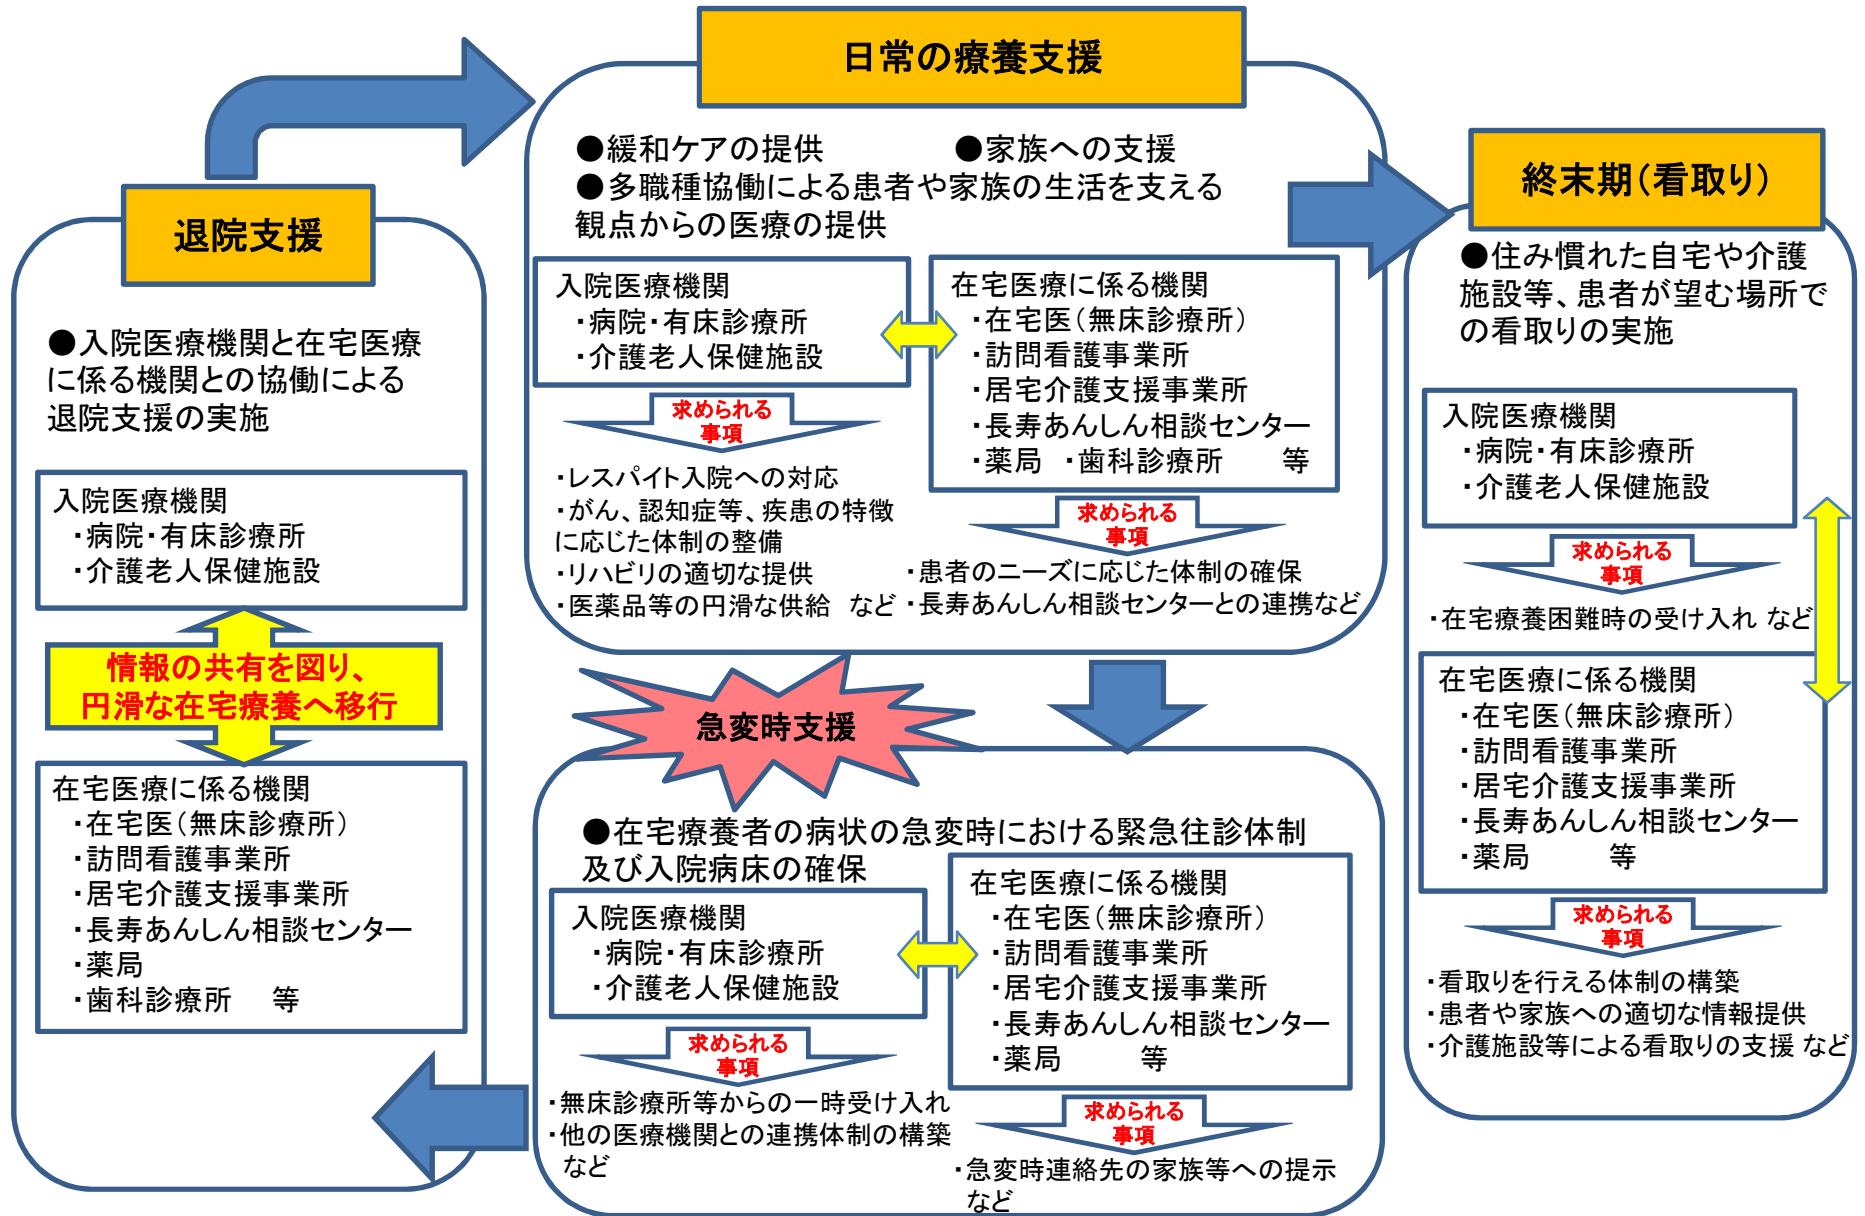 退院支援
●入院医療機関と在宅医療
に係る機関との協働による
退院支援の実施
入院医療機関
・病院・有床診療所
・介護老人保健施設
情報の共有を図り、
円滑な在宅療養へ移行
在宅医療に係る機関
・在宅医（無床診療所）
・訪問看護事業所
・居宅介護支援事業所
・長寿あんしん相談センター
・薬局
・歯科診療所　等
日常の療養支援
●緩和ケアの提供　●家族への支援
●多職種協働による患者や家族の生活を支える
観点からの医療の提供
入院医療機関
・病院・有床診療所
・介護老人保健施設
求められる
事項
・レスパイト入院への対応
・がん、認知症等、疾患の特徴
に応じた体制の整備
・リハビリの適切な提供
・医薬品等の円滑な供給 など
在宅医療に係る機関
・在宅医（無床診療所）
・訪問看護事業所
・居宅介護支援事業所
・長寿あんしん相談センター
・薬局 ・歯科診療所　等
求められる
事項
・患者のニーズに応じた体制の確保
・長寿あんしん相談センターとの連携など
急変時支援
●在宅療養者の病状の急変時における緊急往診体制
及び入院病床の確保
入院医療機関
・病院・有床診療所
・介護老人保健施設
求められる
事項
・無床診療所等からの一時受け入れ
・他の医療機関との連携体制の構築
など
在宅医療に係る機関
・在宅医（無床診療所）
・訪問看護事業所
・居宅介護支援事業所
・長寿あんしん相談センター
・薬局　等
求められる
事項
・急変時連絡先の家族等への提示
など
終末期（看取り）
●住み慣れた自宅や介護
施設等、患者が望む場所で
の看取りの実施
入院医療機関
・病院・有床診療所
・介護老人保健施設
求められる
事項
・在宅療養困難時の受け入れ など
在宅医療に係る機関
・在宅医（無床診療所）
・訪問看護事業所
・居宅介護支援事業所
・長寿あんしん相談センター
・薬局　等
求められる
事項
・看取りを行える体制の構築
・患者や家族への適切な情報提供
・介護施設等による看取りの支援 など